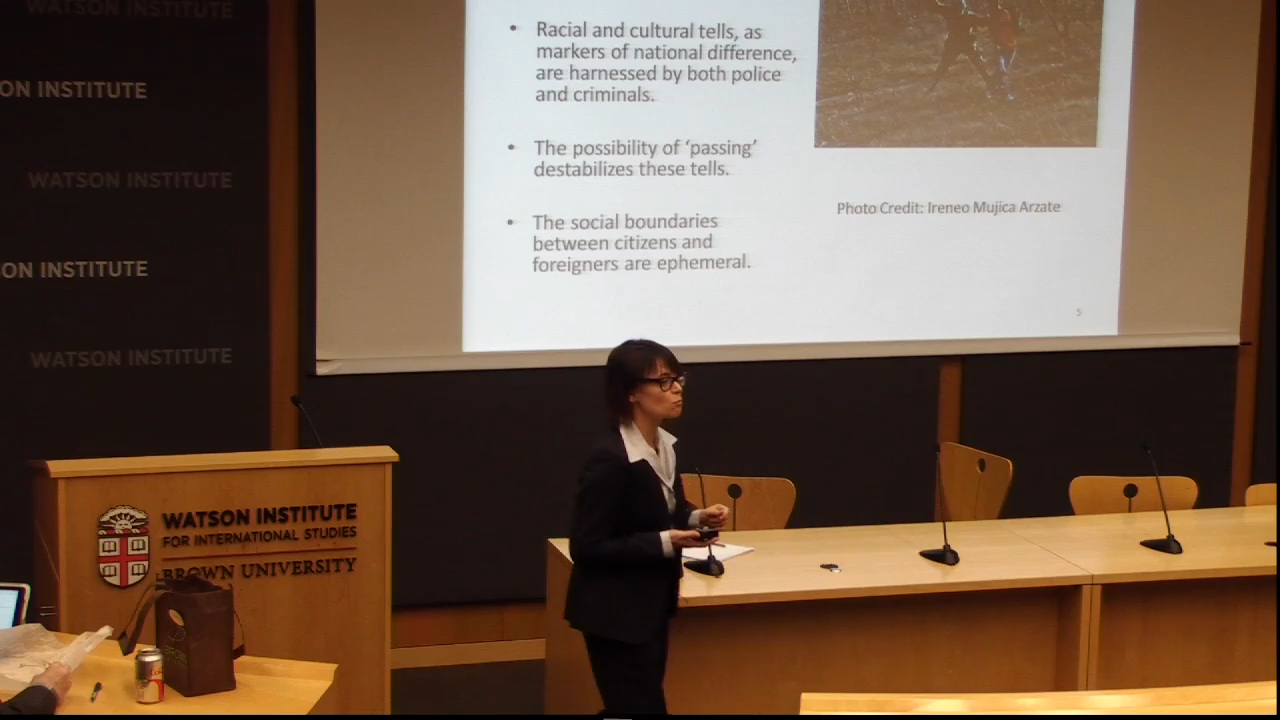 WATSON INSTITUTE
ON INSTITUTE
WATSON INSTITUTE
ON INSTITUTE
WATSON INSTITUTE
• Racial and cultural tells, as
markers of national difference,
are harnessed by both police
and criminals.
• The possibility of ‘passing’
destabilizes these tells.
• The social boundaries
between citizens and
foreigners are ephemeral.
Photo Credit: Ireneo Mujica Arzate
5
WATSON INSTITUTE
FOR INTERNATIONAL STUDIES
BROWN UNIVERSITY